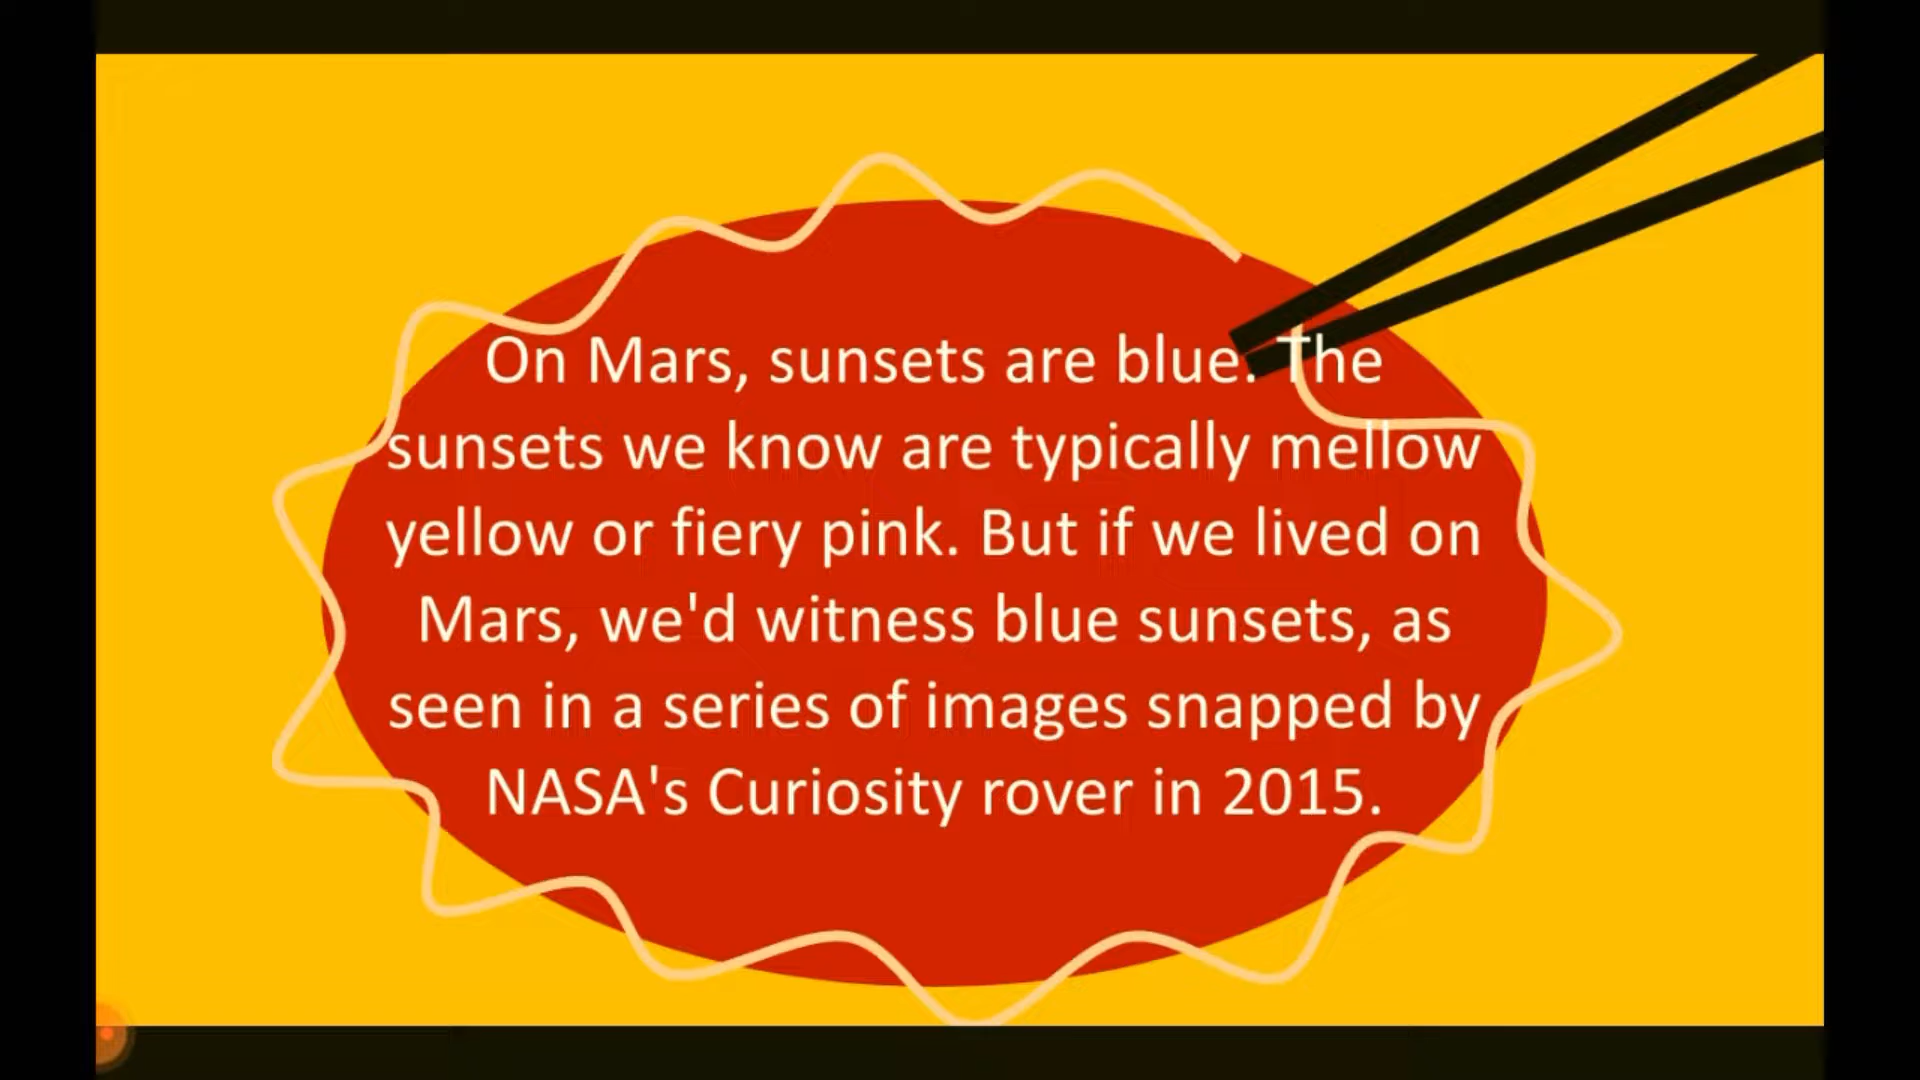 On Mars, sunsets are blue. The
sunsets we know are typically mellow
yellow or fiery pink. But if we lived on
Mars, we'd witness blue sunsets, as
seen in a series of images snapped by
NASA's Curiosity rover in 2015.